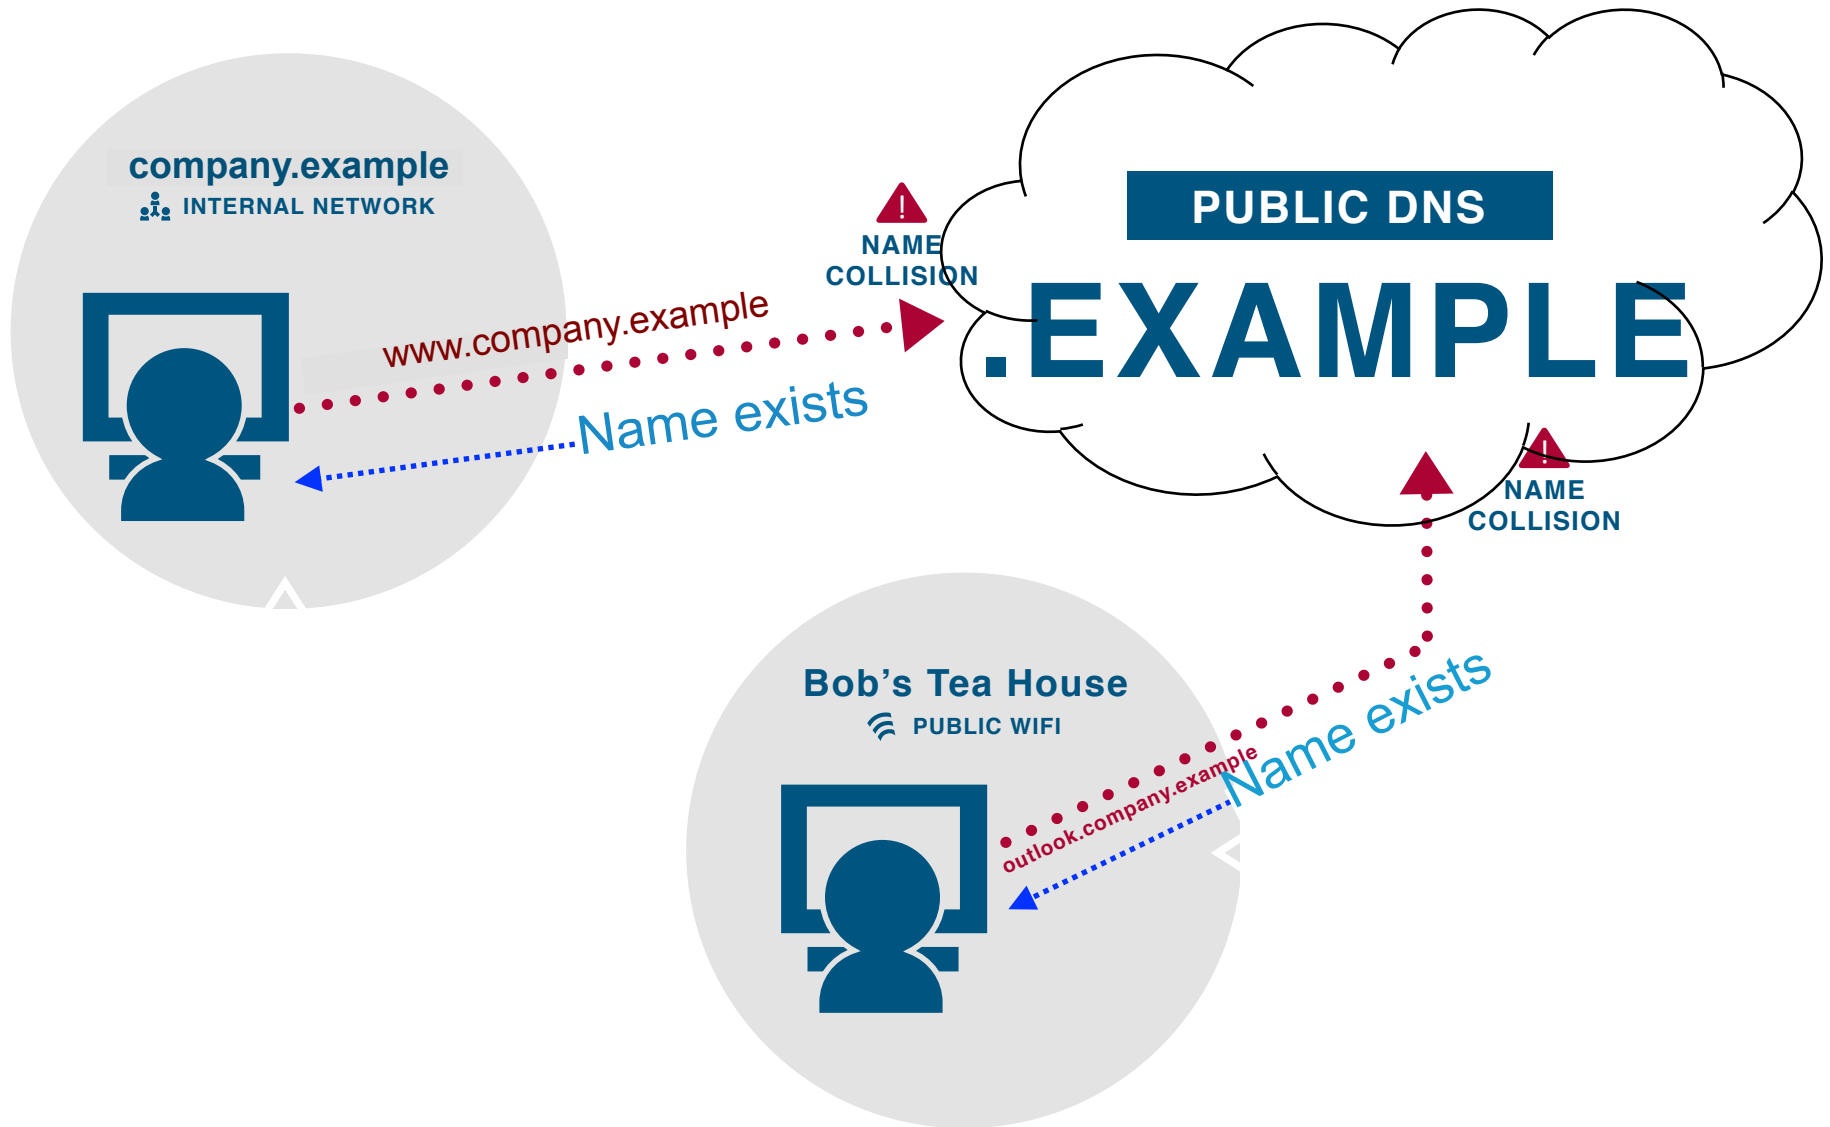 company.example
INTERNAL NETWORK
www.company.example
Name exists
NAME
COLLISION
PUBLIC DNS
.EXAMPLE
NAME
COLLISION
Bob’s Tea House
PUBLIC WIFI
outlook.company.example
Name exists